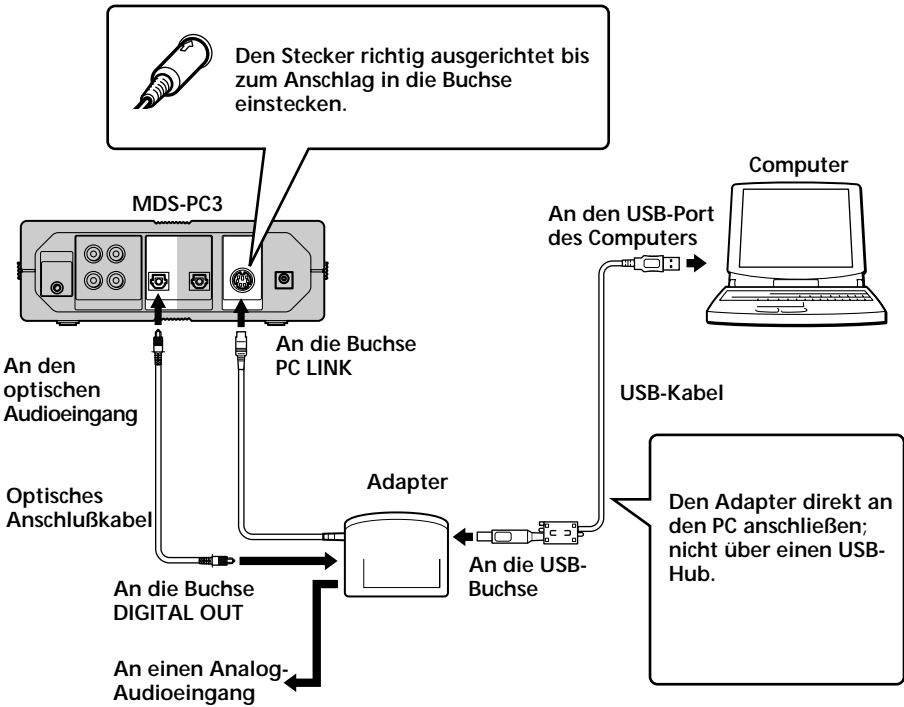 Den Stecker richtig ausgerichtet bis
zum Anschlag in die Buchse
einstecken.
Computer
MDS-PC3
An den USB-Port
des Computers
An die Buchse
PC LINK
An den
optischen
Audioeingang
USB-Kabel
Adapter
Optisches
Anschlußkabel
Den Adapter direkt an
den PC anschließen;
nicht über einen USB-
Hub.
An die USB-
Buchse
An die Buchse
DIGITAL OUT
An einen Analog-
Audioeingang